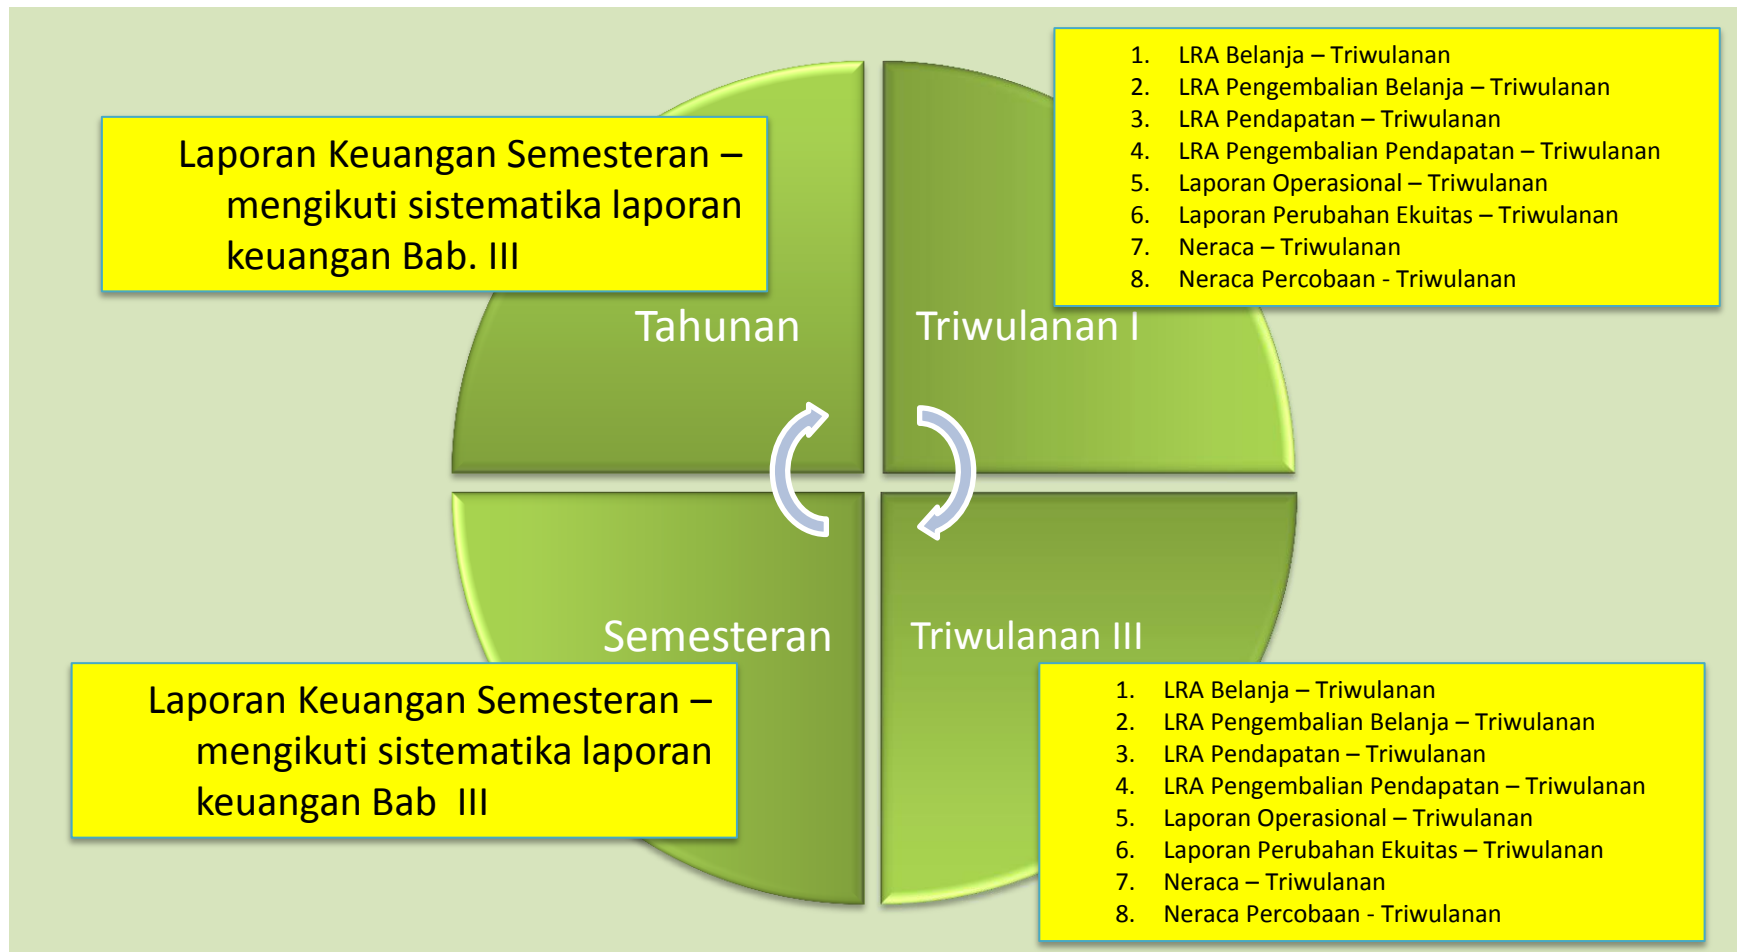 Laporan Keuangan Semesteran –
mengikuti sistematika laporan
keuangan Bab. III
Tahunan
1. LRA Belanja – Triwulanan
2. LRA Pengembalian Belanja – Triwulanan
3. LRA Pendapatan – Triwulanan
4. LRA Pengembalian Pendapatan – Triwulanan
5. Laporan Operasional – Triwulanan
6. Laporan Perubahan Ekuitas – Triwulanan
7. Neraca – Triwulanan
8. Neraca Percobaan - Triwulanan
Triwulanan I
Semesteran
Laporan Keuangan Semesteran –
mengikuti sistematika laporan
keuangan Bab III
Triwulanan III
1. LRA Belanja – Triwulanan
2. LRA Pengembalian Belanja – Triwulanan
3. LRA Pendapatan – Triwulanan
4. LRA Pengembalian Pendapatan – Triwulanan
5. Laporan Operasional – Triwulanan
6. Laporan Perubahan Ekuitas – Triwulanan
7. Neraca – Triwulanan
8. Neraca Percobaan - Triwulanan